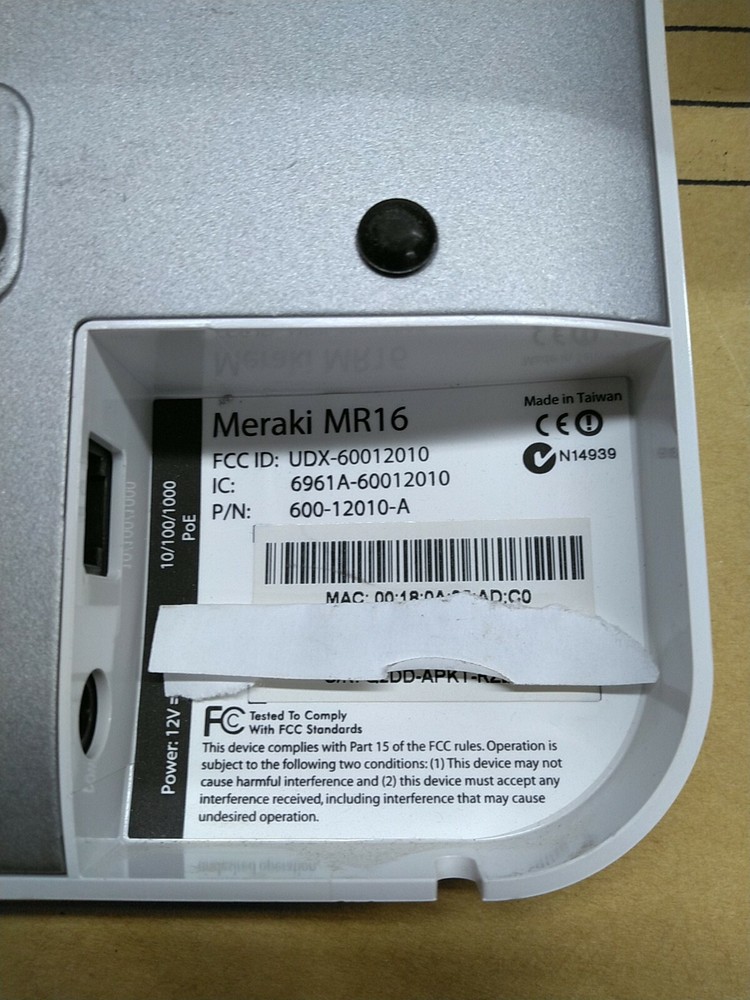 Meraki MR16
Made in Taiwan
FCC ID: UDX-60012010
N14939
IC: 6961A-60012010
P/N: 600-12010-A
10/100/1000
PoE
MAC:
Power: 12V
FC Tested To Comply
With FCC Standards
This device complies with Part 15 of the FCC rules. Operation is
subject to the following two conditions: (1) This device may not
cause harmful interference and (2) this device must accept any
interference received, including interference that may cause
undesired operation.